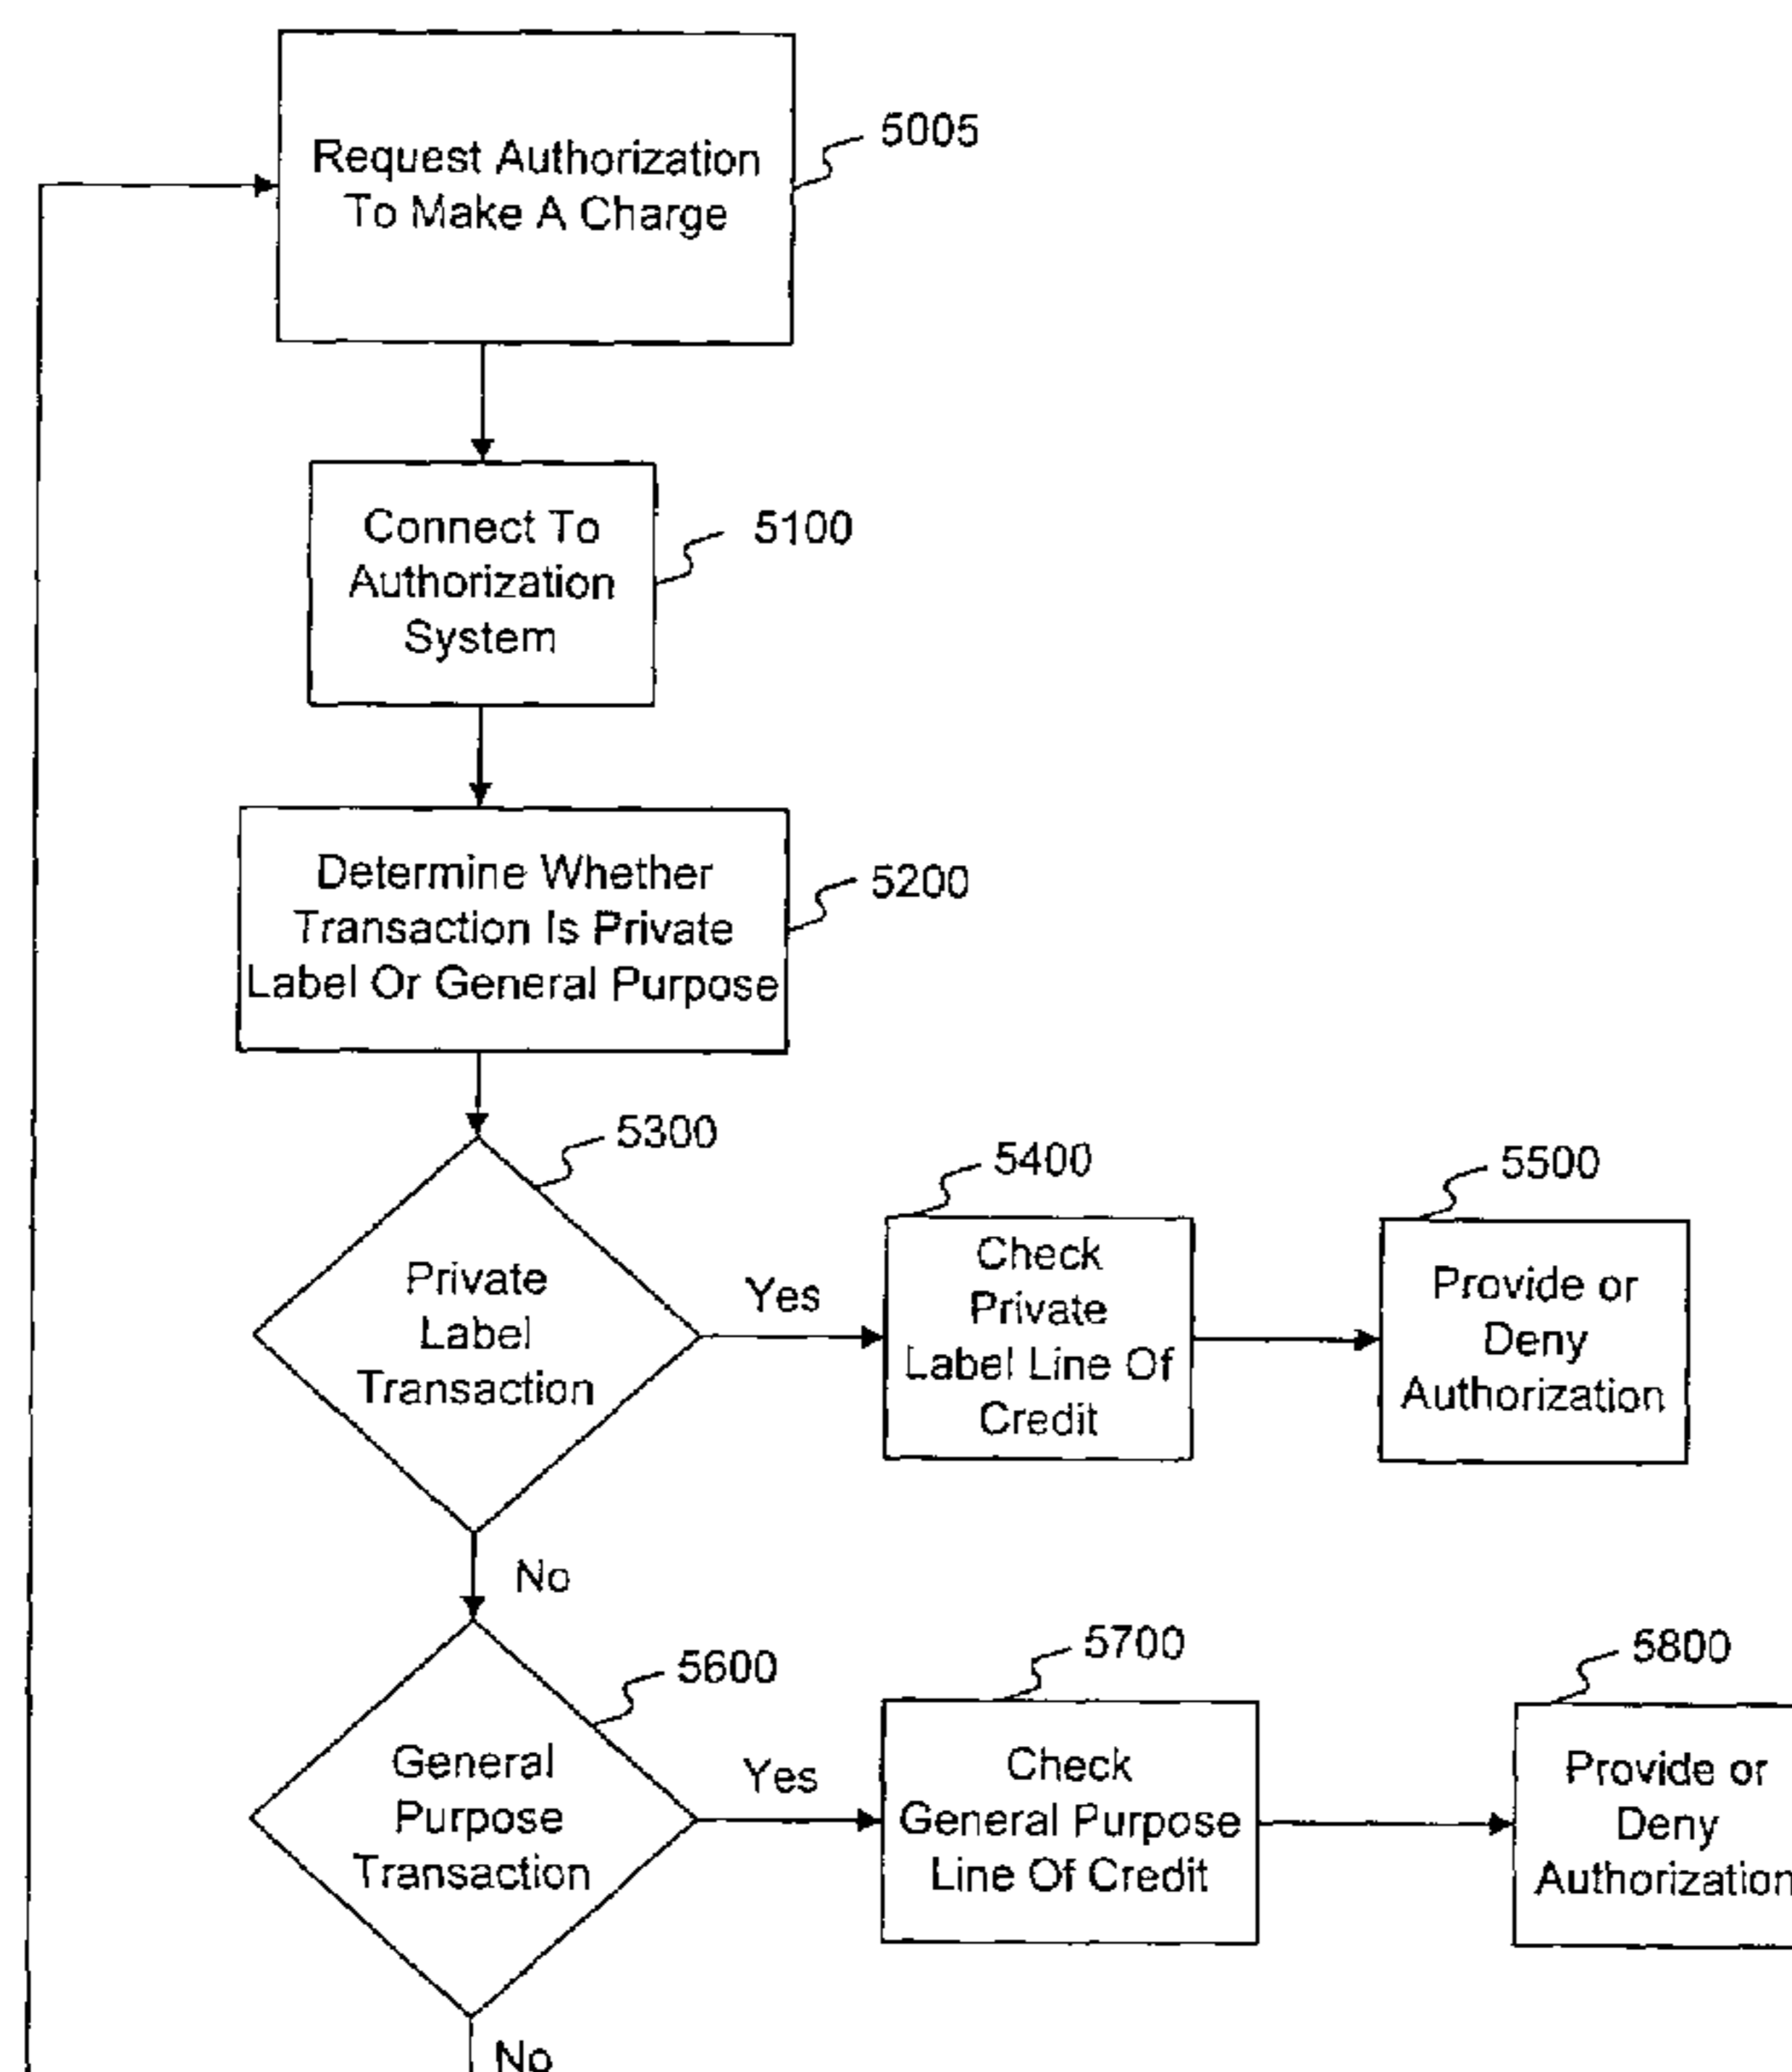 Request Authorization
To Make A Charge
5005
Connect To
Authorization
System
5100
Determine Whether
Transaction Is Private
Label Or General Purpose
5200
5300
Private
Label
Transaction
Yes
5400
Check
Private
Label Line Of
Credit
5500
Provide or
Deny
Authorization
No
5600
General
Purpose
Transaction
Yes
5700
Check
General Purpose
Line Of Credit
5800
Provide or
Deny
Authorization
No